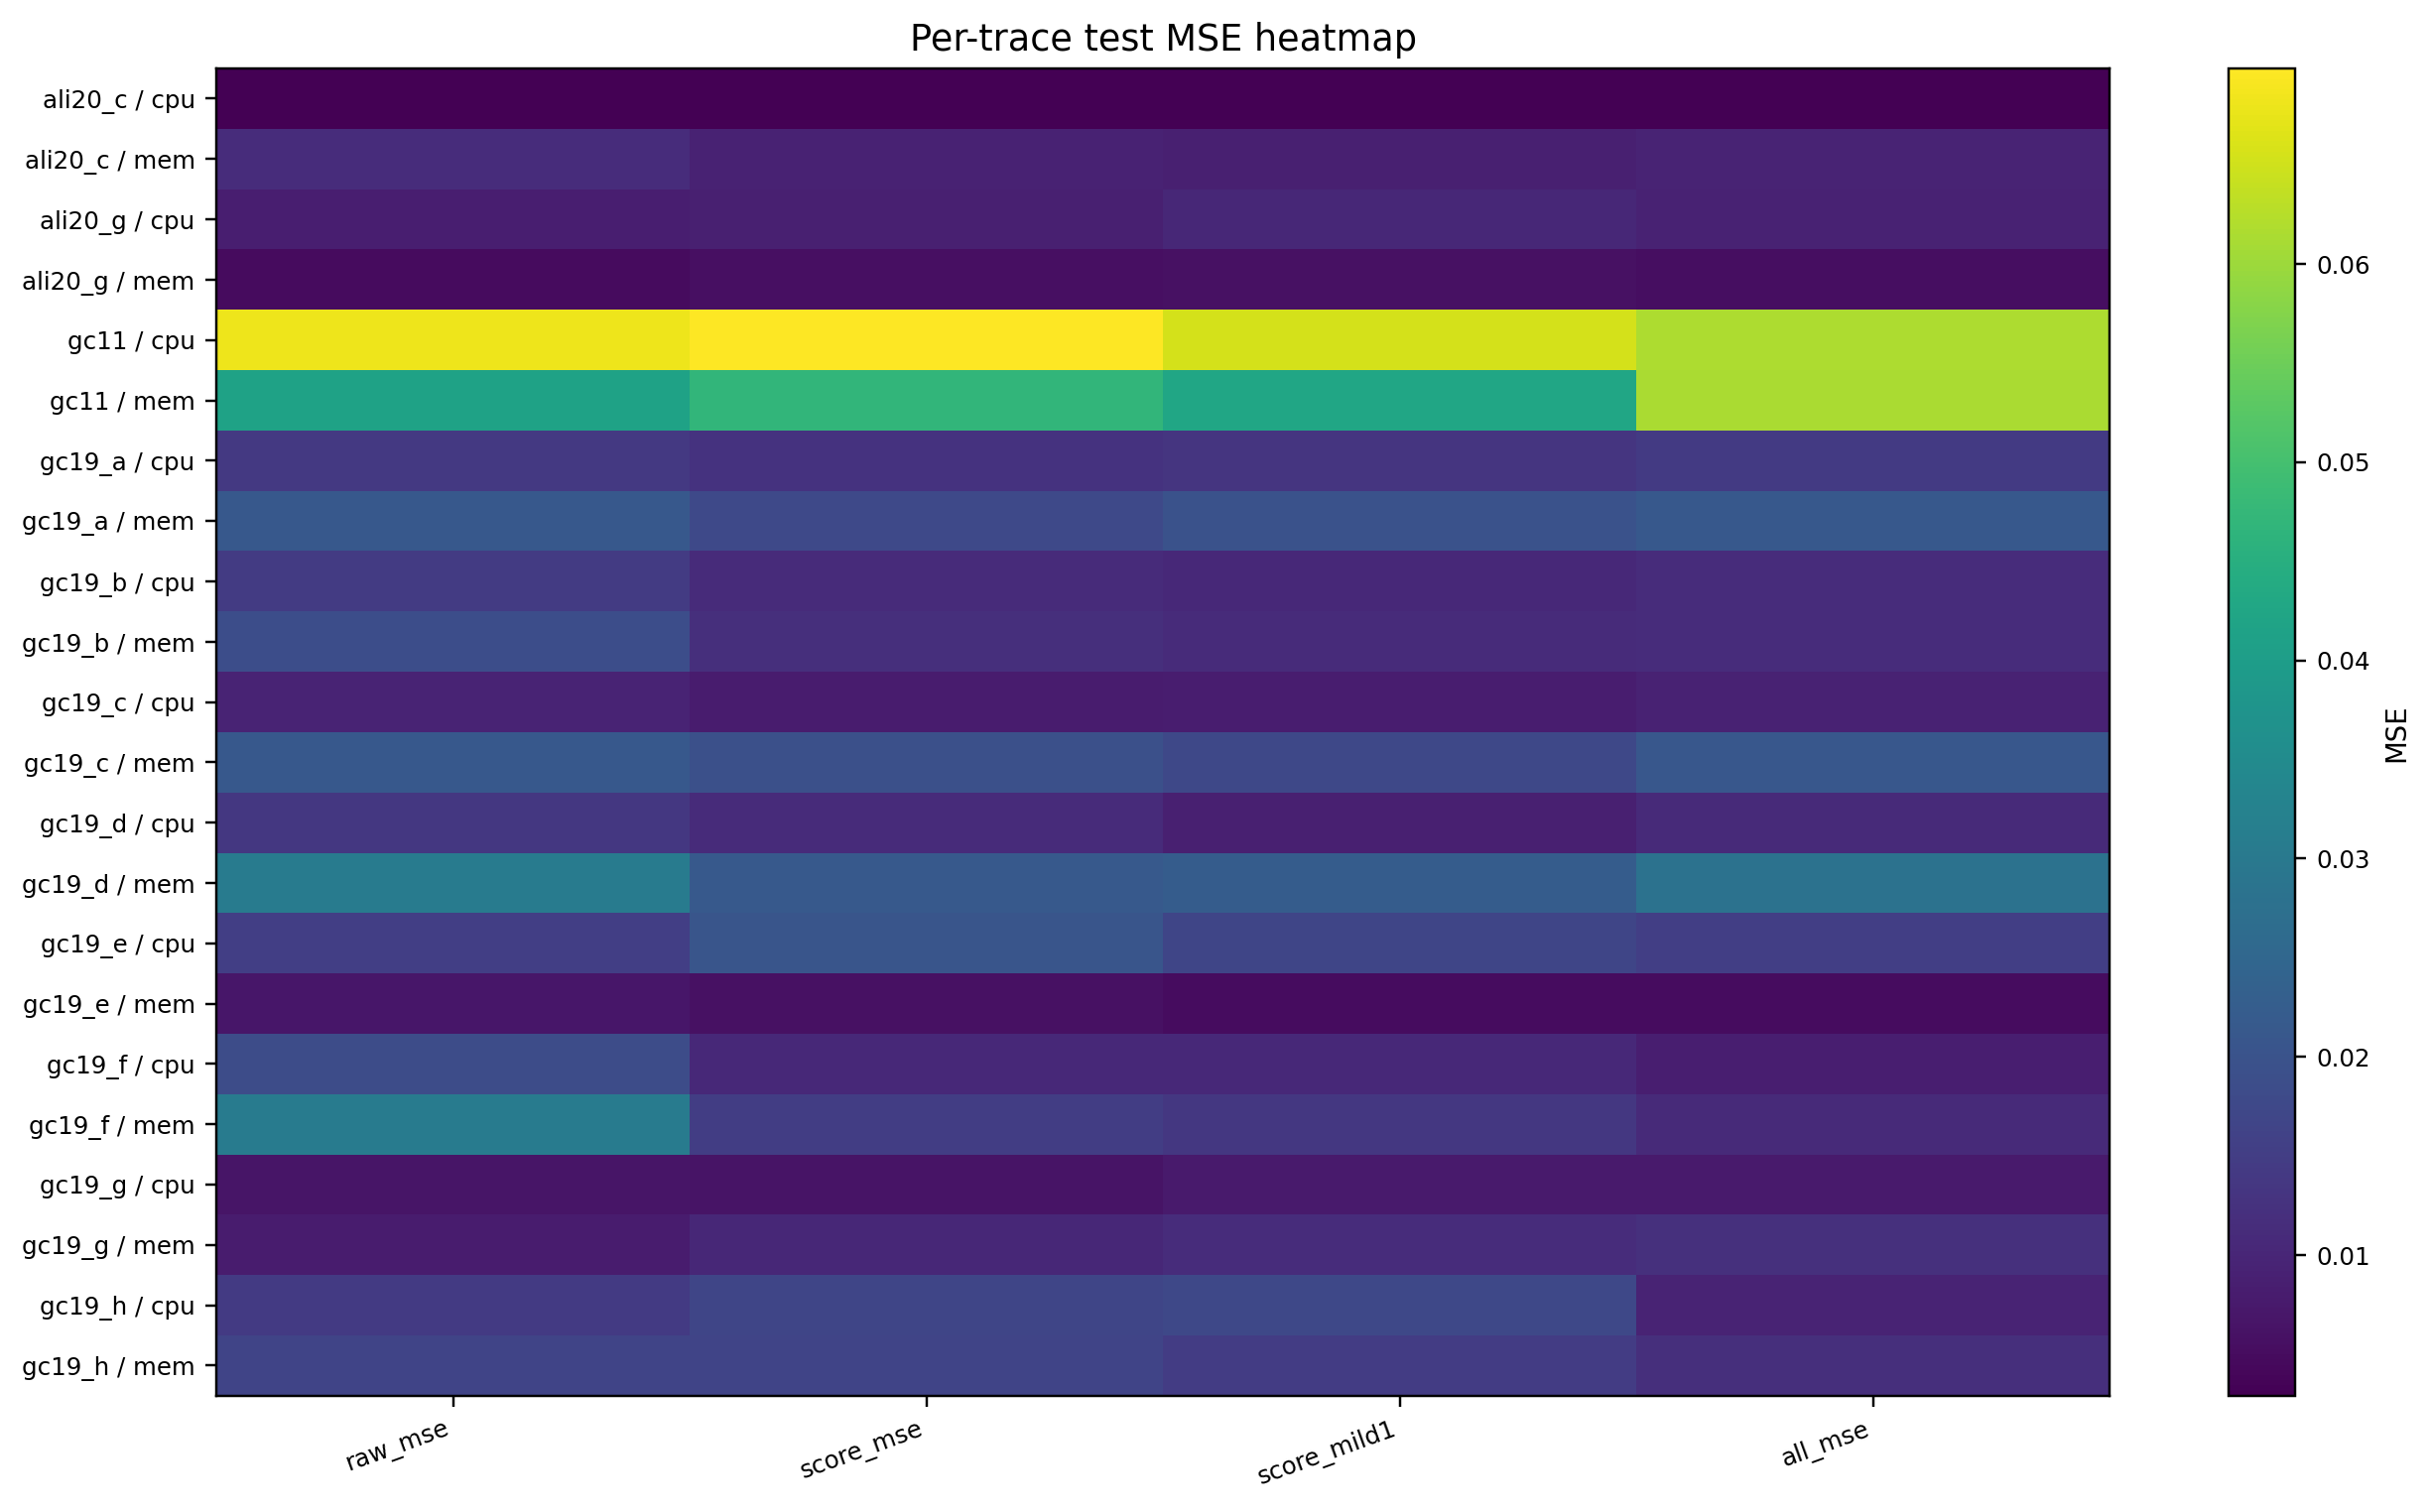 Per-trace test MSE heatmap
ali20_c / cpu
ali20_c / mem
ali20_g / cpu
ali20_g / mem
gc11 / cpu
gc11 / mem
gc19_a / cpu
gc19_a / mem
gc19_b / cpu
gc19_b / mem
gc19_c / cpu
gc19_c / mem
gc19_d / cpu
gc19_d / mem
gc19_e / cpu
gc19_e / mem
gc19_f / cpu
gc19_f / mem
gc19_g / cpu
gc19_g / mem
gc19_h / cpu
gc19_h / mem
raw_mse
score_mse
score_mild1
all_mse
0.06
0.05
0.04
0.03
0.02
0.01
MSE